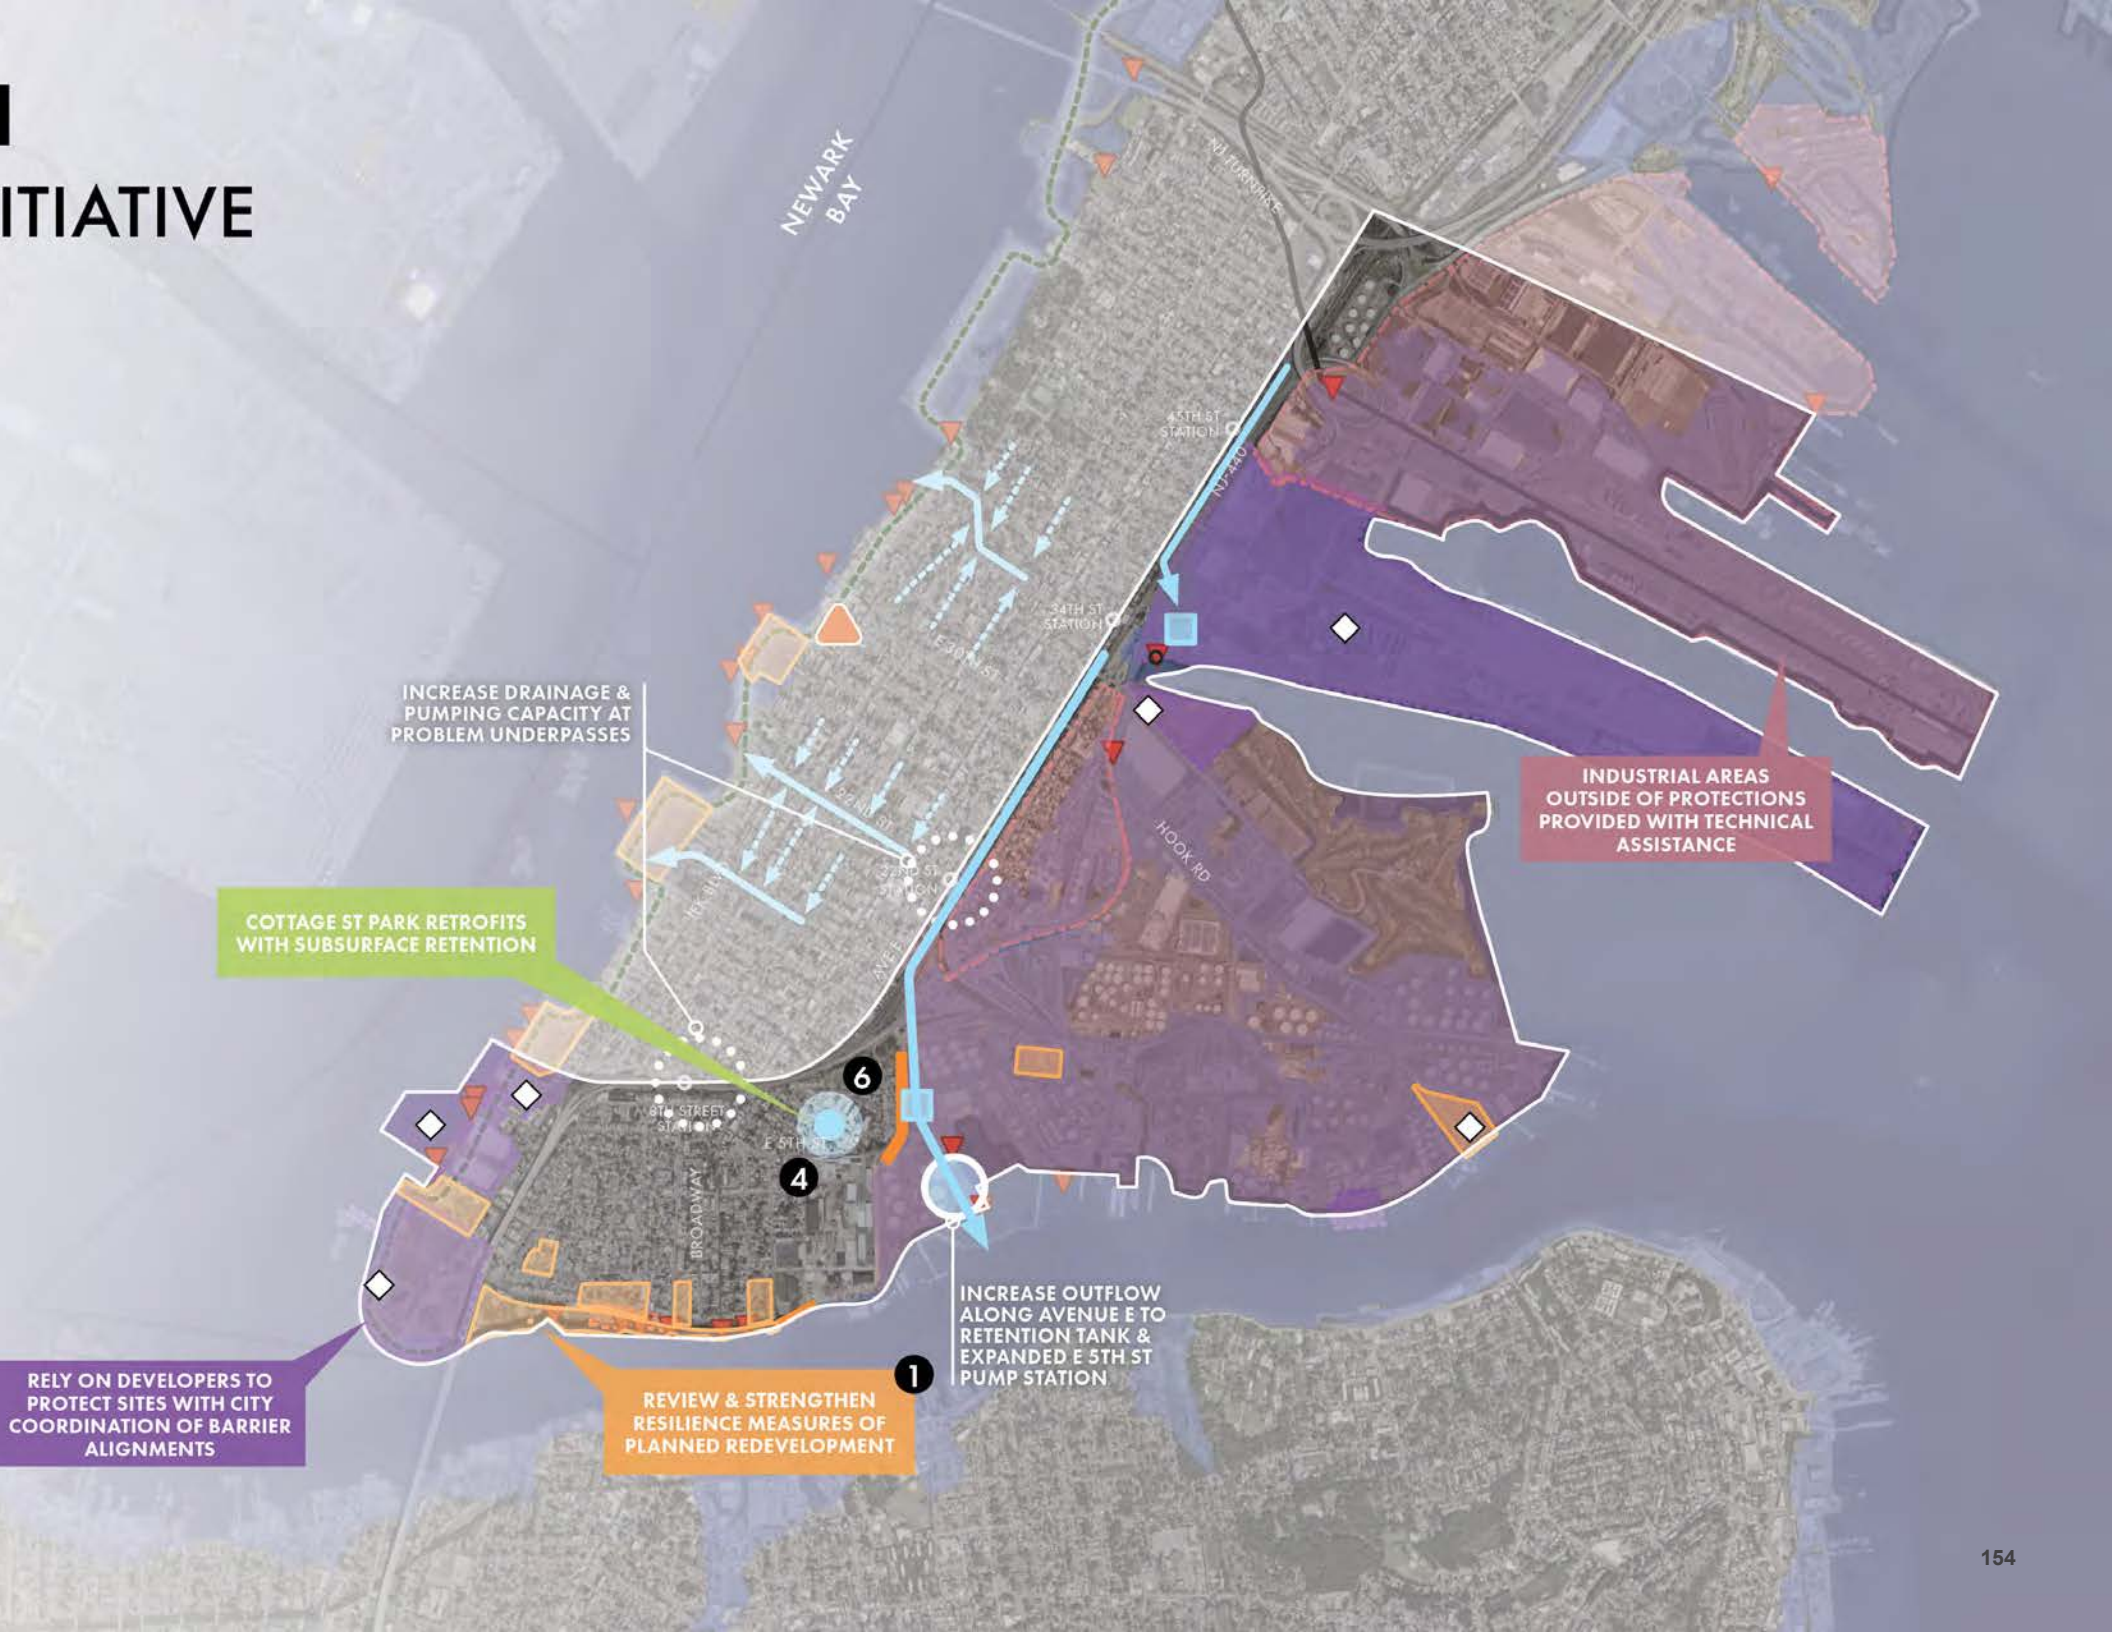 ITIATIVE
NEWARK
BAY
NJ TURNPIKE
45TH ST
STATION
NJ-440
34TH ST
STATION
E 30TH ST
INCREASE DRAINAGE &
PUMPING CAPACITY AT
PROBLEM UNDERPASSES
INDUSTRIAL AREAS
OUTSIDE OF PROTECTIONS
PROVIDED WITH TECHNICAL
ASSISTANCE
22ND ST
HOOK RD
22ND ST
STATION
COTTAGE ST PARK RETROFITS
WITH SUBSURFACE RETENTION
AVE E
6
8TH STREET
STATION
E 5TH ST
4
BROADWAY
INCREASE OUTFLOW
ALONG AVENUE E TO
RETENTION TANK &
EXPANDED E 5TH ST
PUMP STATION
1
RELY ON DEVELOPERS TO
PROTECT SITES WITH CITY
COORDINATION OF BARRIER
ALIGNMENTS
REVIEW & STRENGTHEN
RESILIENCE MEASURES OF
PLANNED REDEVELOPMENT
154